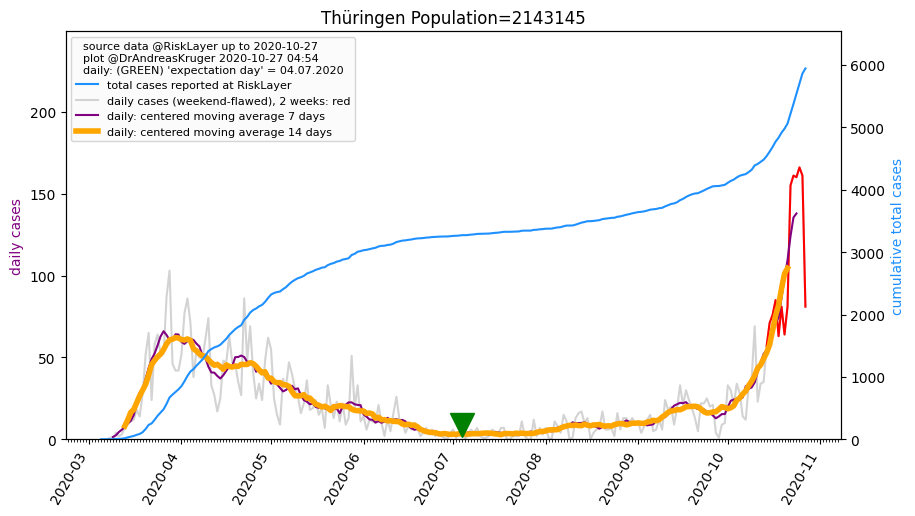 Thüringen Population=2143145
source data @RiskLayer up to 2020-10-27
plot @DrAndreasKruger 2020-10-27 04:54
daily: (GREEN) 'expectation day' = 04.07.2020
total cases reported at RiskLayer
daily cases (weekend-flawed), 2 weeks: red
daily: centered moving average 7 days
daily: centered moving average 14 days
daily cases
200
150
100
50
0
cumulative total cases
6000
5000
4000
3000
2000
1000
0
2020-03
2020-04
2020-05
2020-06
2020-07
2020-08
2020-09
2020-10
2020-11